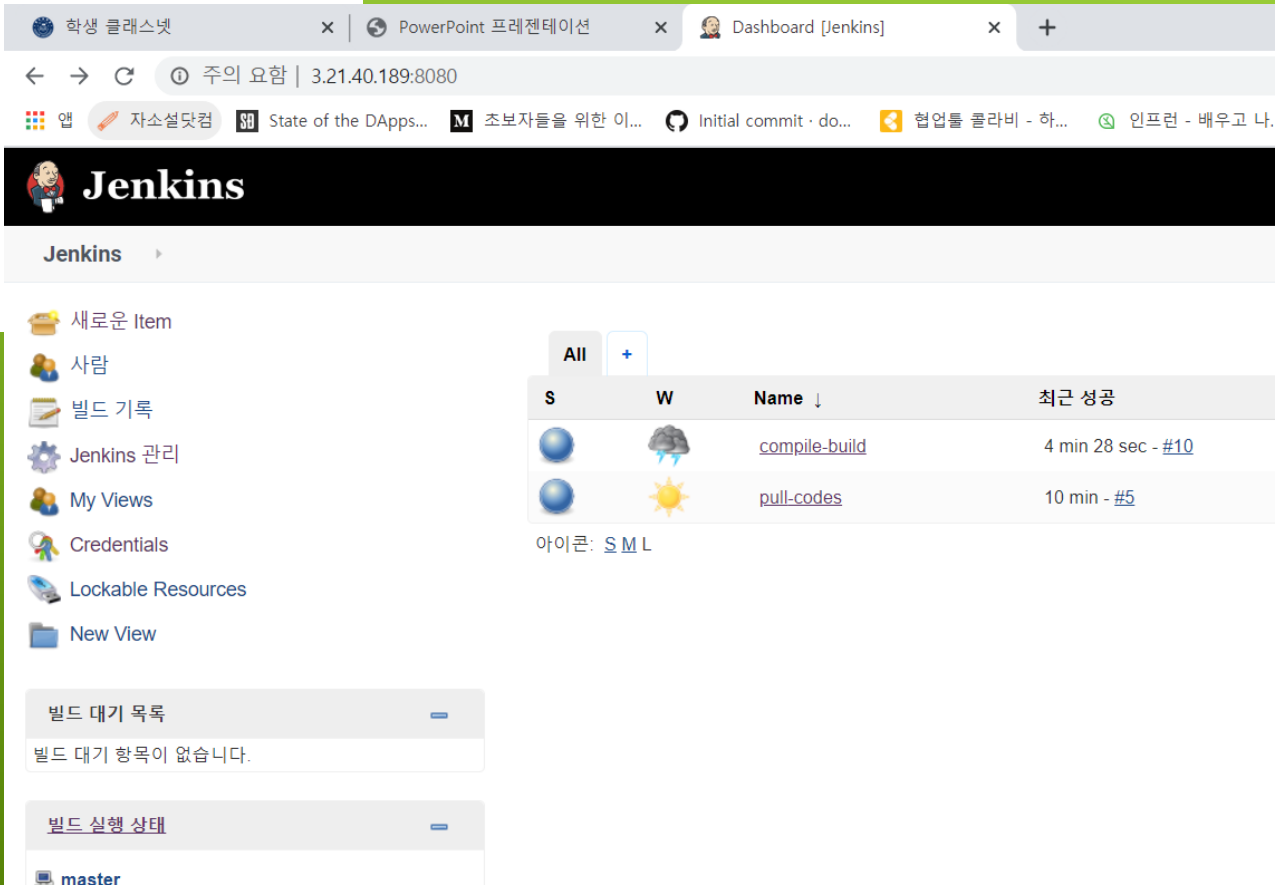 학생 클래스넷 PowerPoint 프레젠테이션 Dashboard [Jenkins]
주의 요함 | 3.21.40.189:8080
앱 자소설닷컴 State of the DApps... 초보자들을 위한 이... Initial commit · do... 협업툴 콜라비 - 하... 인프런 - 배우고 나.
Jenkins
Jenkins
새로운 Item
사람
빌드 기록
Jenkins 관리
My Views
Credentials
Lockable Resources
New View
All +
S W Name ↓ 최근 성공
compile-build 4 min 28 sec - #10
pull-codes 10 min - #5
아이콘: S M L
빌드 대기 목록
빌드 대기 항목이 없습니다.
빌드 실행 상태
master